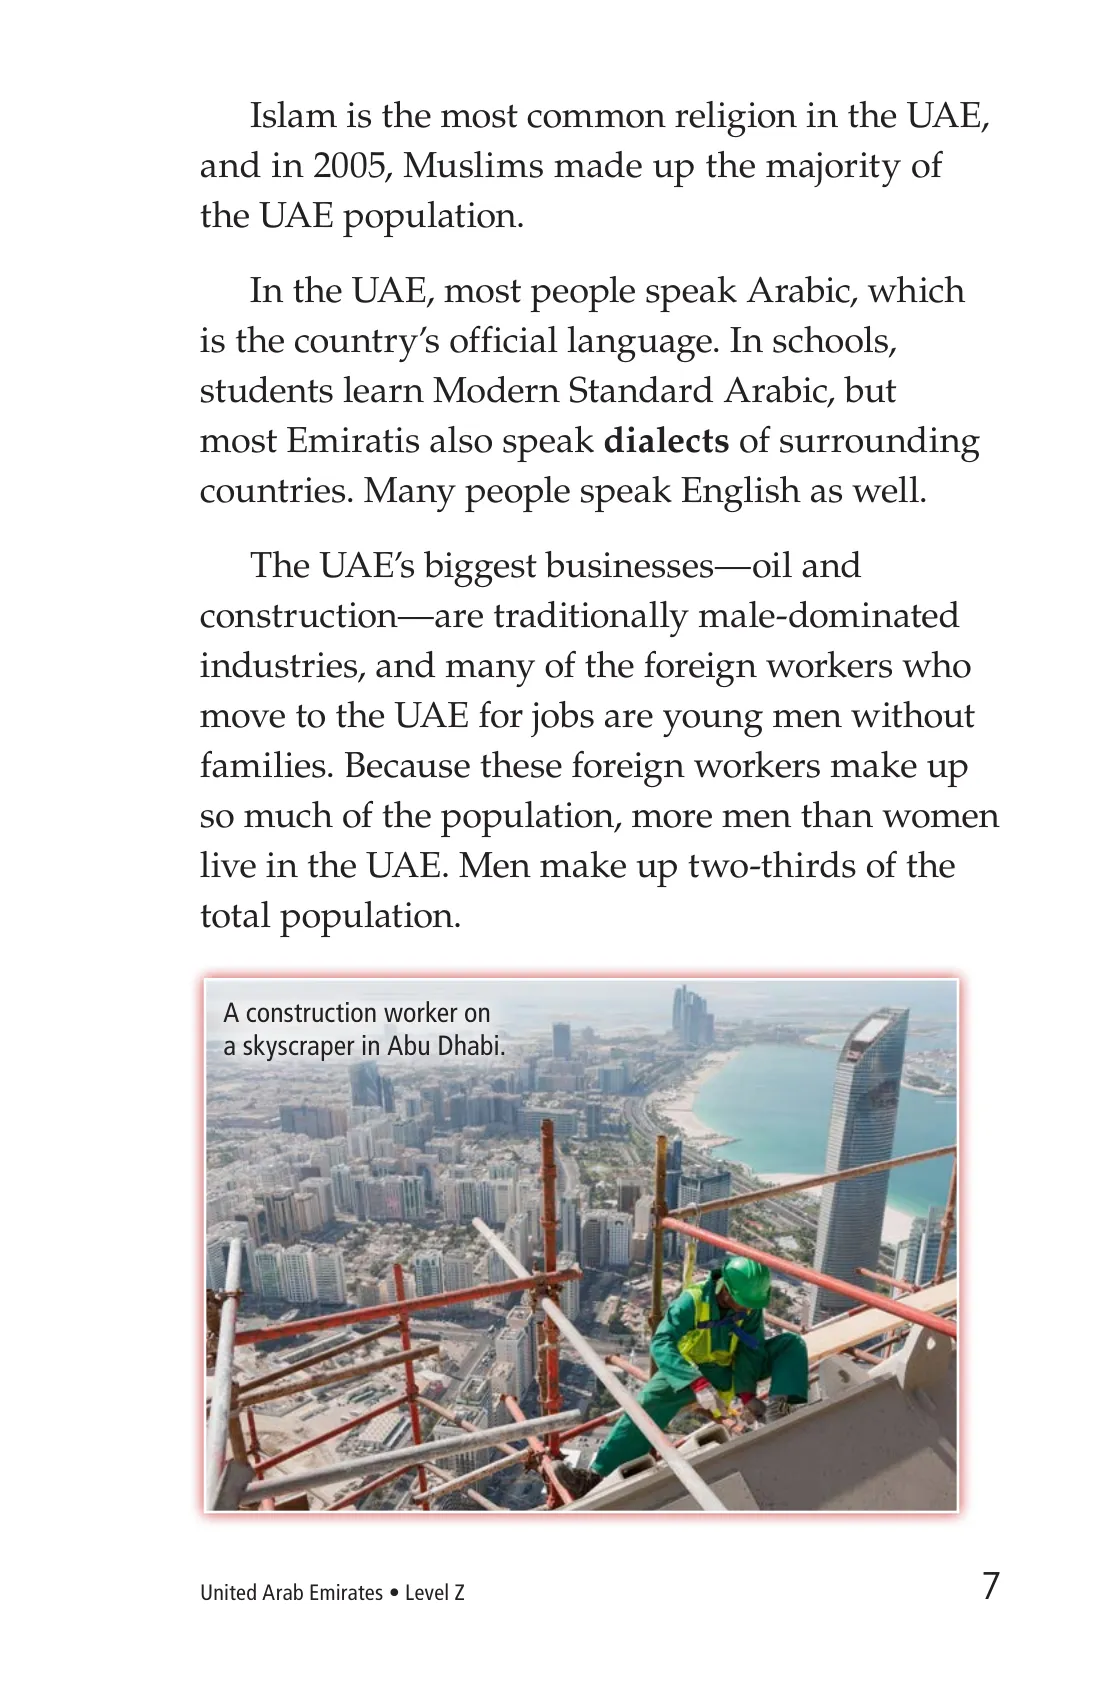 Islam is the most common religion in the UAE,
and in 2005, Muslims made up the majority of
the UAE population.
In the UAE, most people speak Arabic, which
is the country’s official language. In schools,
students learn Modern Standard Arabic, but
most Emiratis also speak dialects of surrounding
countries. Many people speak English as well.
The UAE’s biggest businesses—oil and
construction—are traditionally male-dominated
industries, and many of the foreign workers who
move to the UAE for jobs are young men without
families. Because these foreign workers make up
so much of the population, more men than women
live in the UAE. Men make up two-thirds of the
total population.
A construction worker on
a skyscraper in Abu Dhabi.
United Arab Emirates • Level Z
7